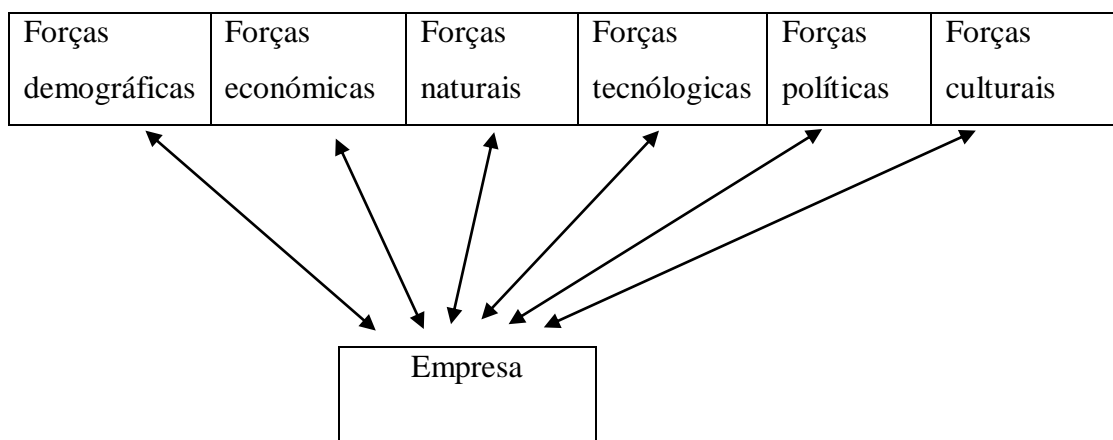 Forças
demográficas
Forças
económicas
Forças
naturais
Forças
tecnólogicas
Forças
políticas
Forças
culturais
Empresa